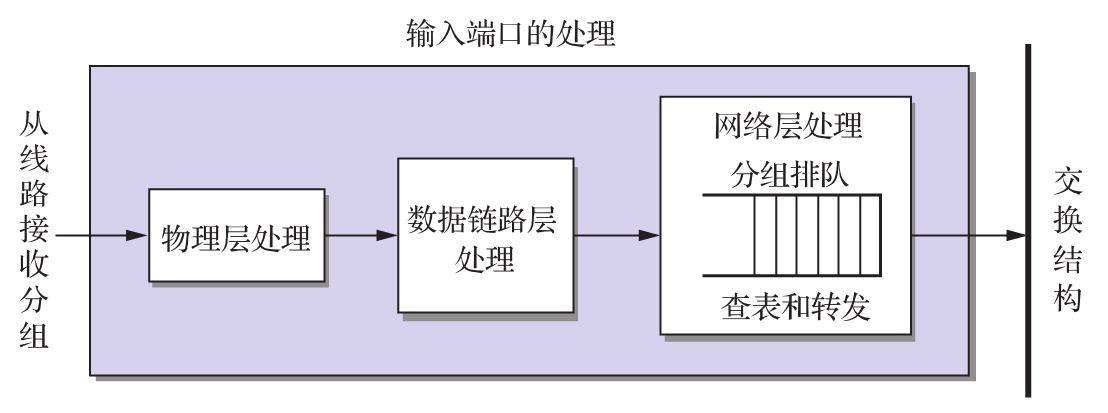 输入端口的处理
从线路接收分组
物理层处理
数据链路层
处理
网络层处理
分组排队
查表和转发
交换结构